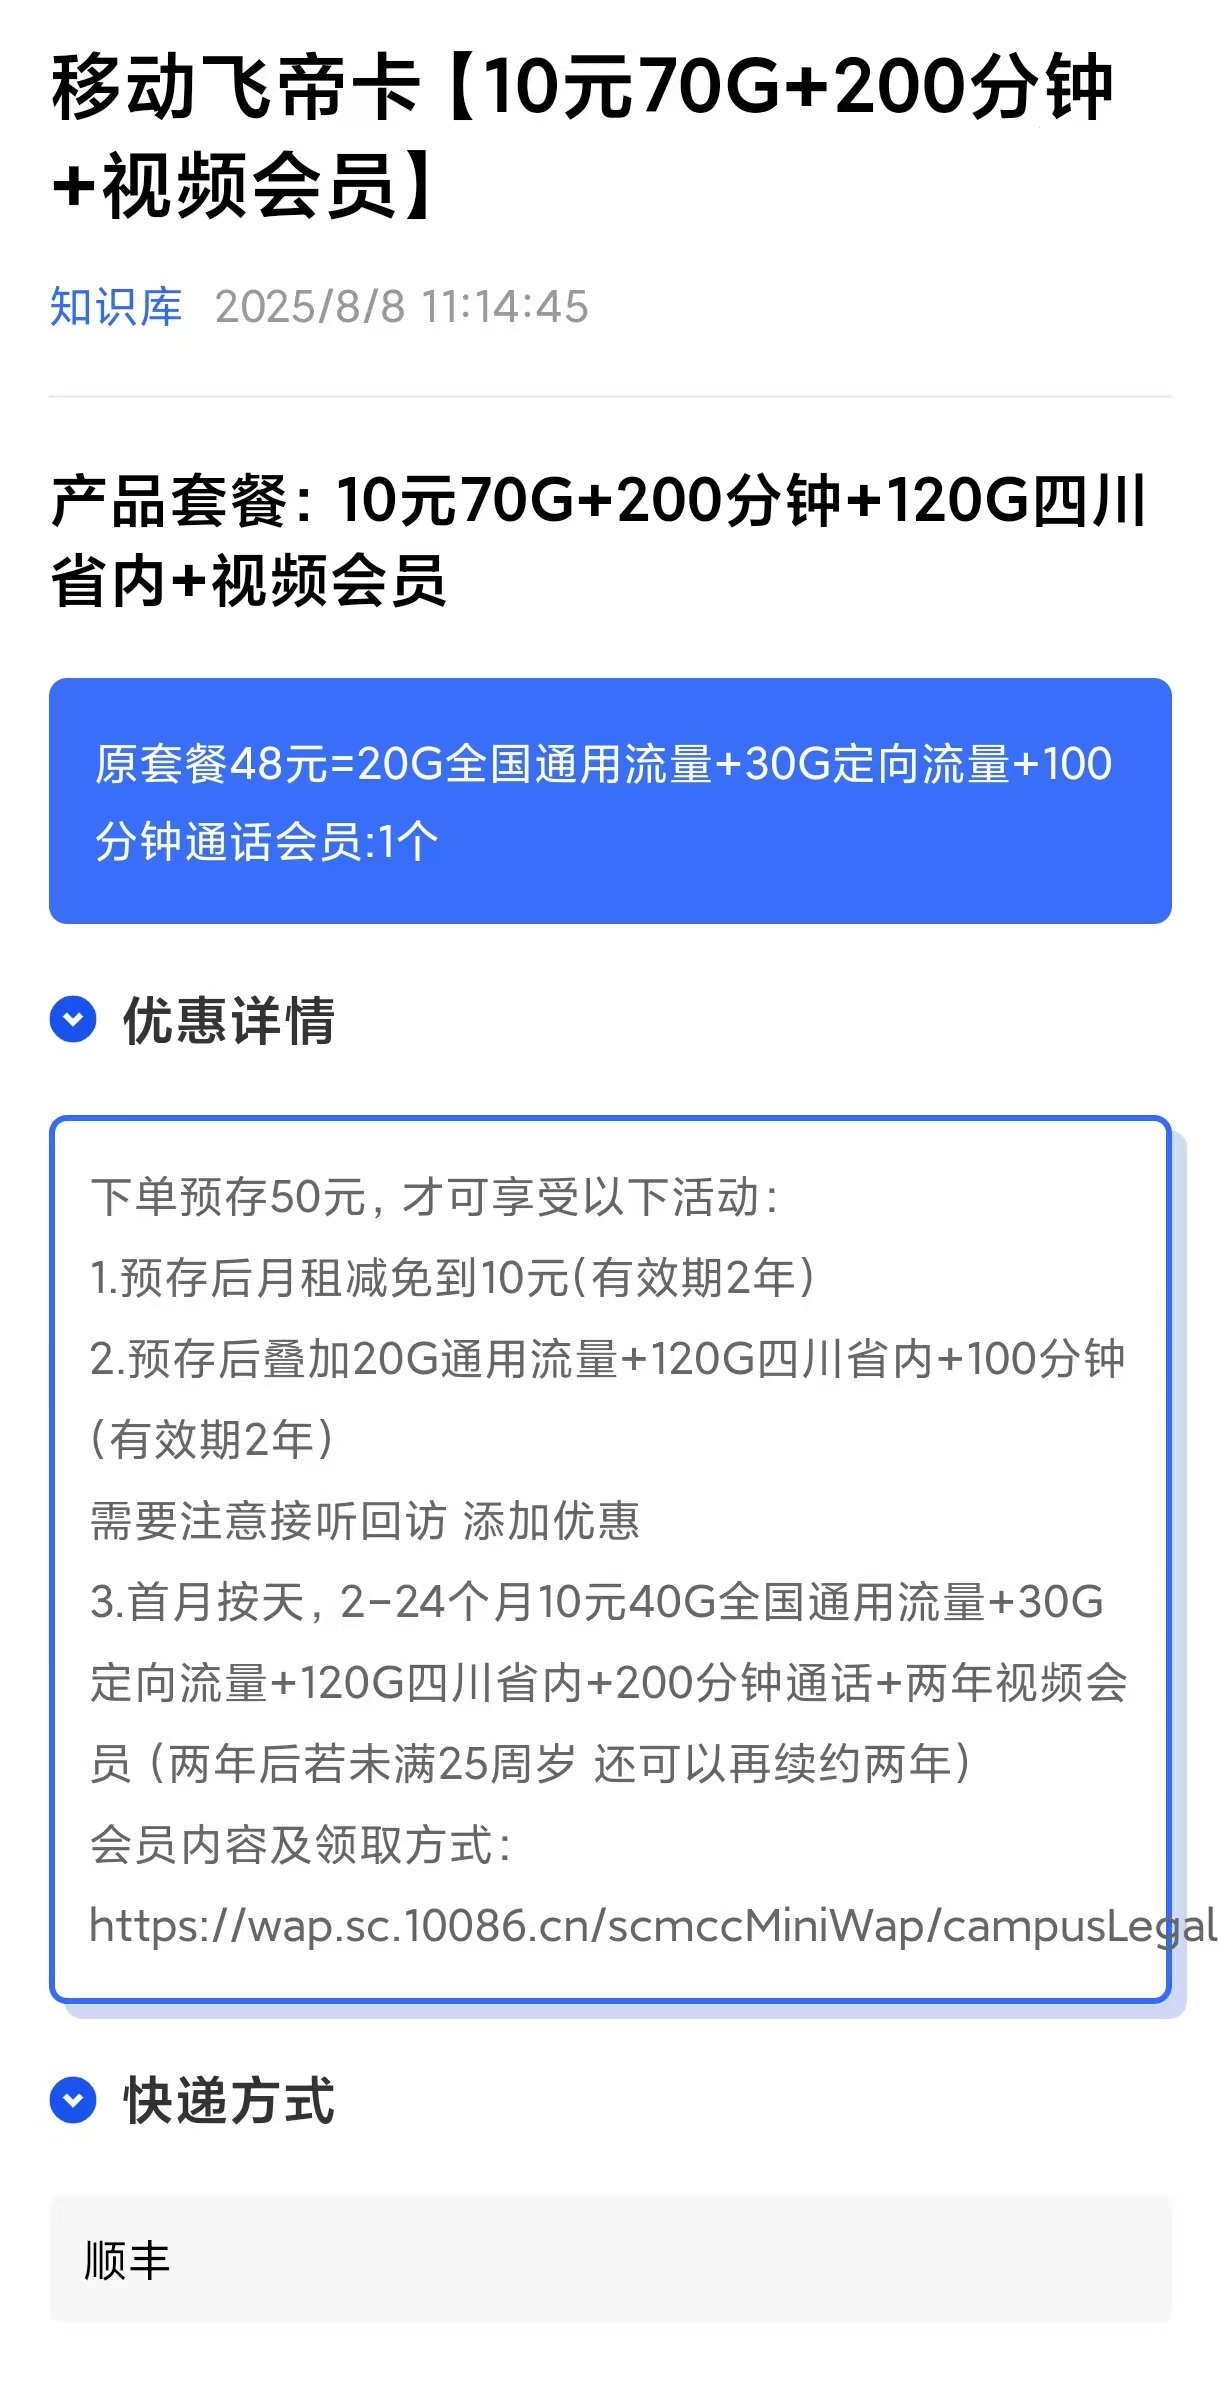 移动飞帝卡【10元70G+200分钟
+视频会员】
知识库 2025/8/8 11:14:45
产品套餐：10元70G+200分钟+120G四川
省内+视频会员
原套餐48元=20G全国通用流量+30G定向流量+100
分钟通话会员:1个
优惠详情
下单预存50元，才可享受以下活动：
1.预存后月租减免到10元(有效期2年）
2.预存后叠加20G通用流量+120G四川省内+100分钟
(有效期2年）
需要注意接听回访 添加优惠
3.首月按天，2-24个月10元40G全国通用流量+30G
定向流量+120G四川省内+200分钟通话+两年视频会
员（两年后若未满25周岁 还可以再续约两年）
会员内容及领取方式：
https://wap.sc.10086.cn/scmccMiniWap/campusLegal
快递方式
顺丰